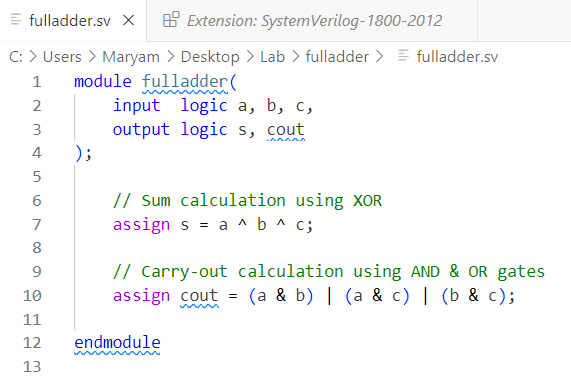 fulladder.sv × Extension: SystemVerilog-1800-2012
C: > Users > Maryam > Desktop > Lab > fulladder > fulladder.sv
1 module fulladder(
2     input  logic a, b, c,
3     output logic s, cout
4 );
5
6     // Sum calculation using XOR
7     assign s = a ^ b ^ c;
8
9     // Carry-out calculation using AND & OR gates
10     assign cout = (a & b) | (a & c) | (b & c);
11
12 endmodule
13